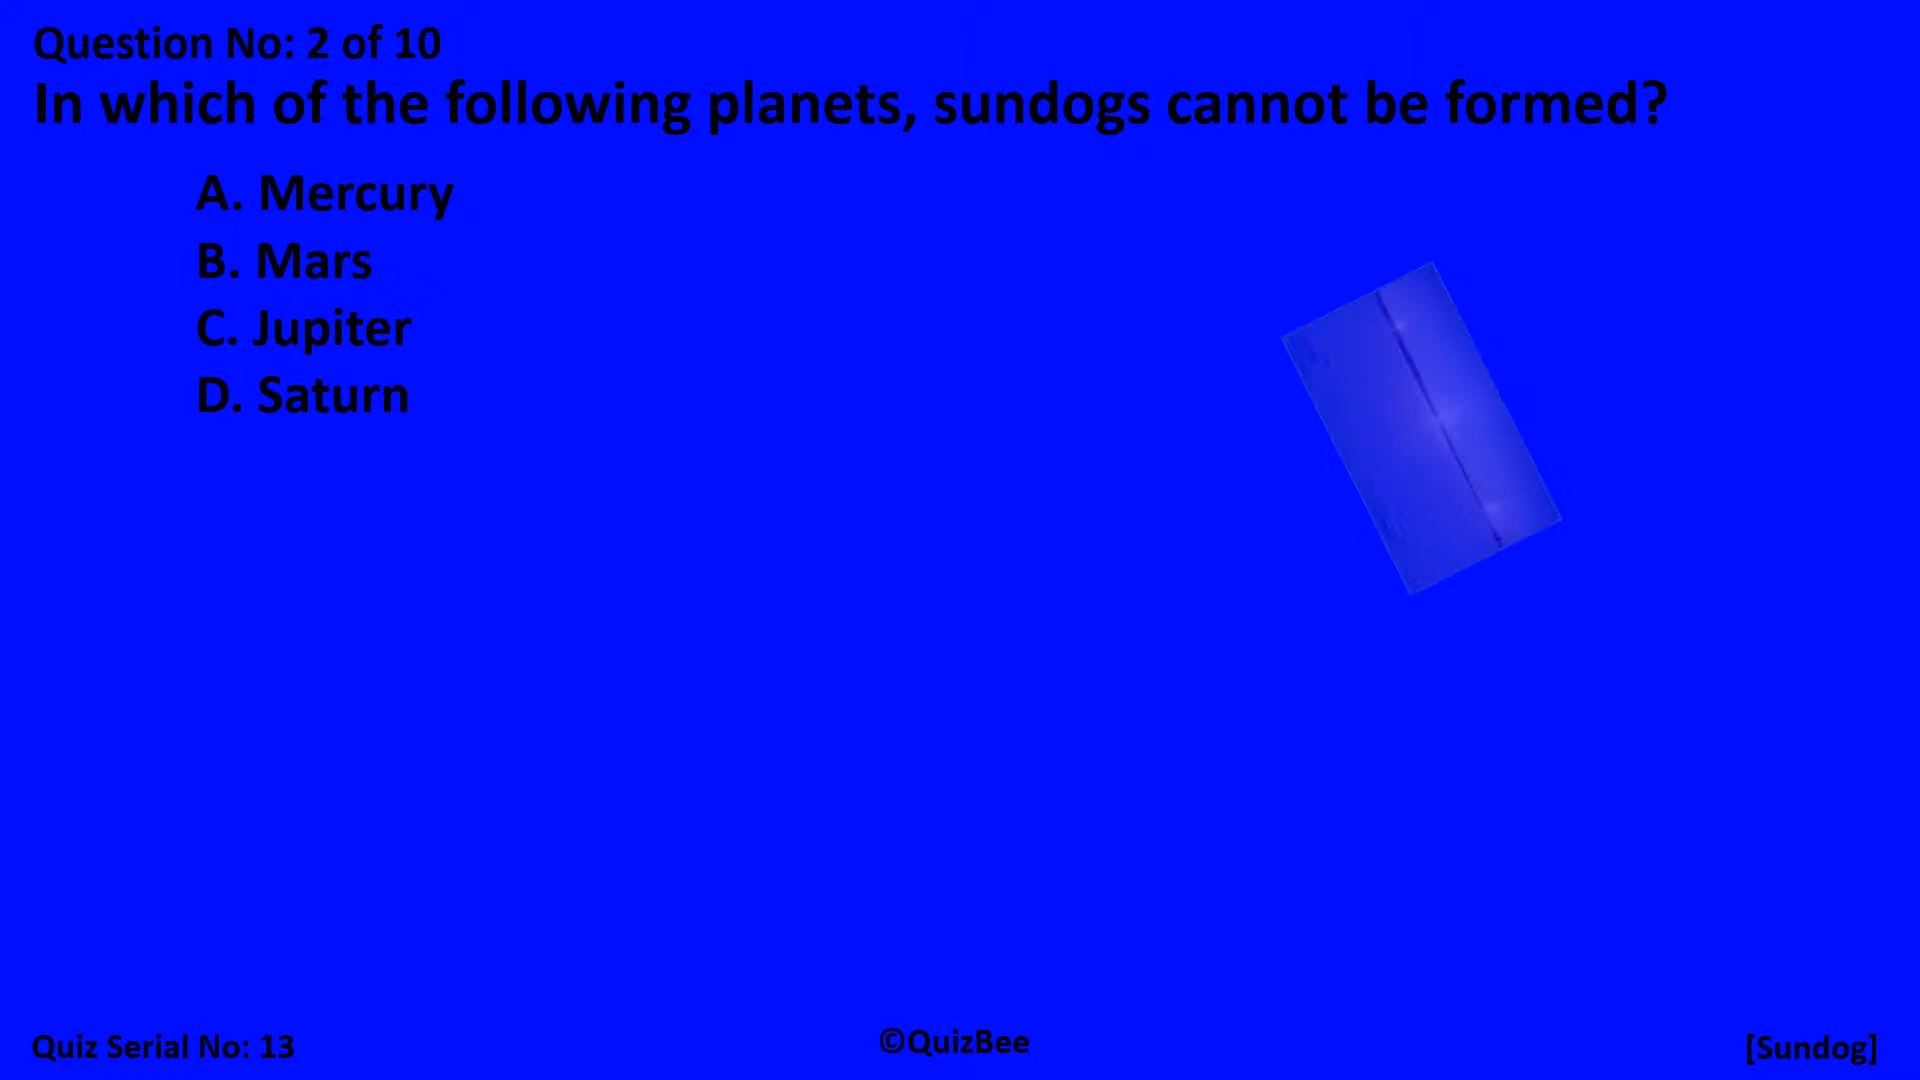 Question No: 2 of 10
In which of the following planets, sundogs cannot be formed?
A. Mercury
B. Mars
C. Jupiter
D. Saturn
Quiz Serial No: 13
©QuizBee
[Sundog]